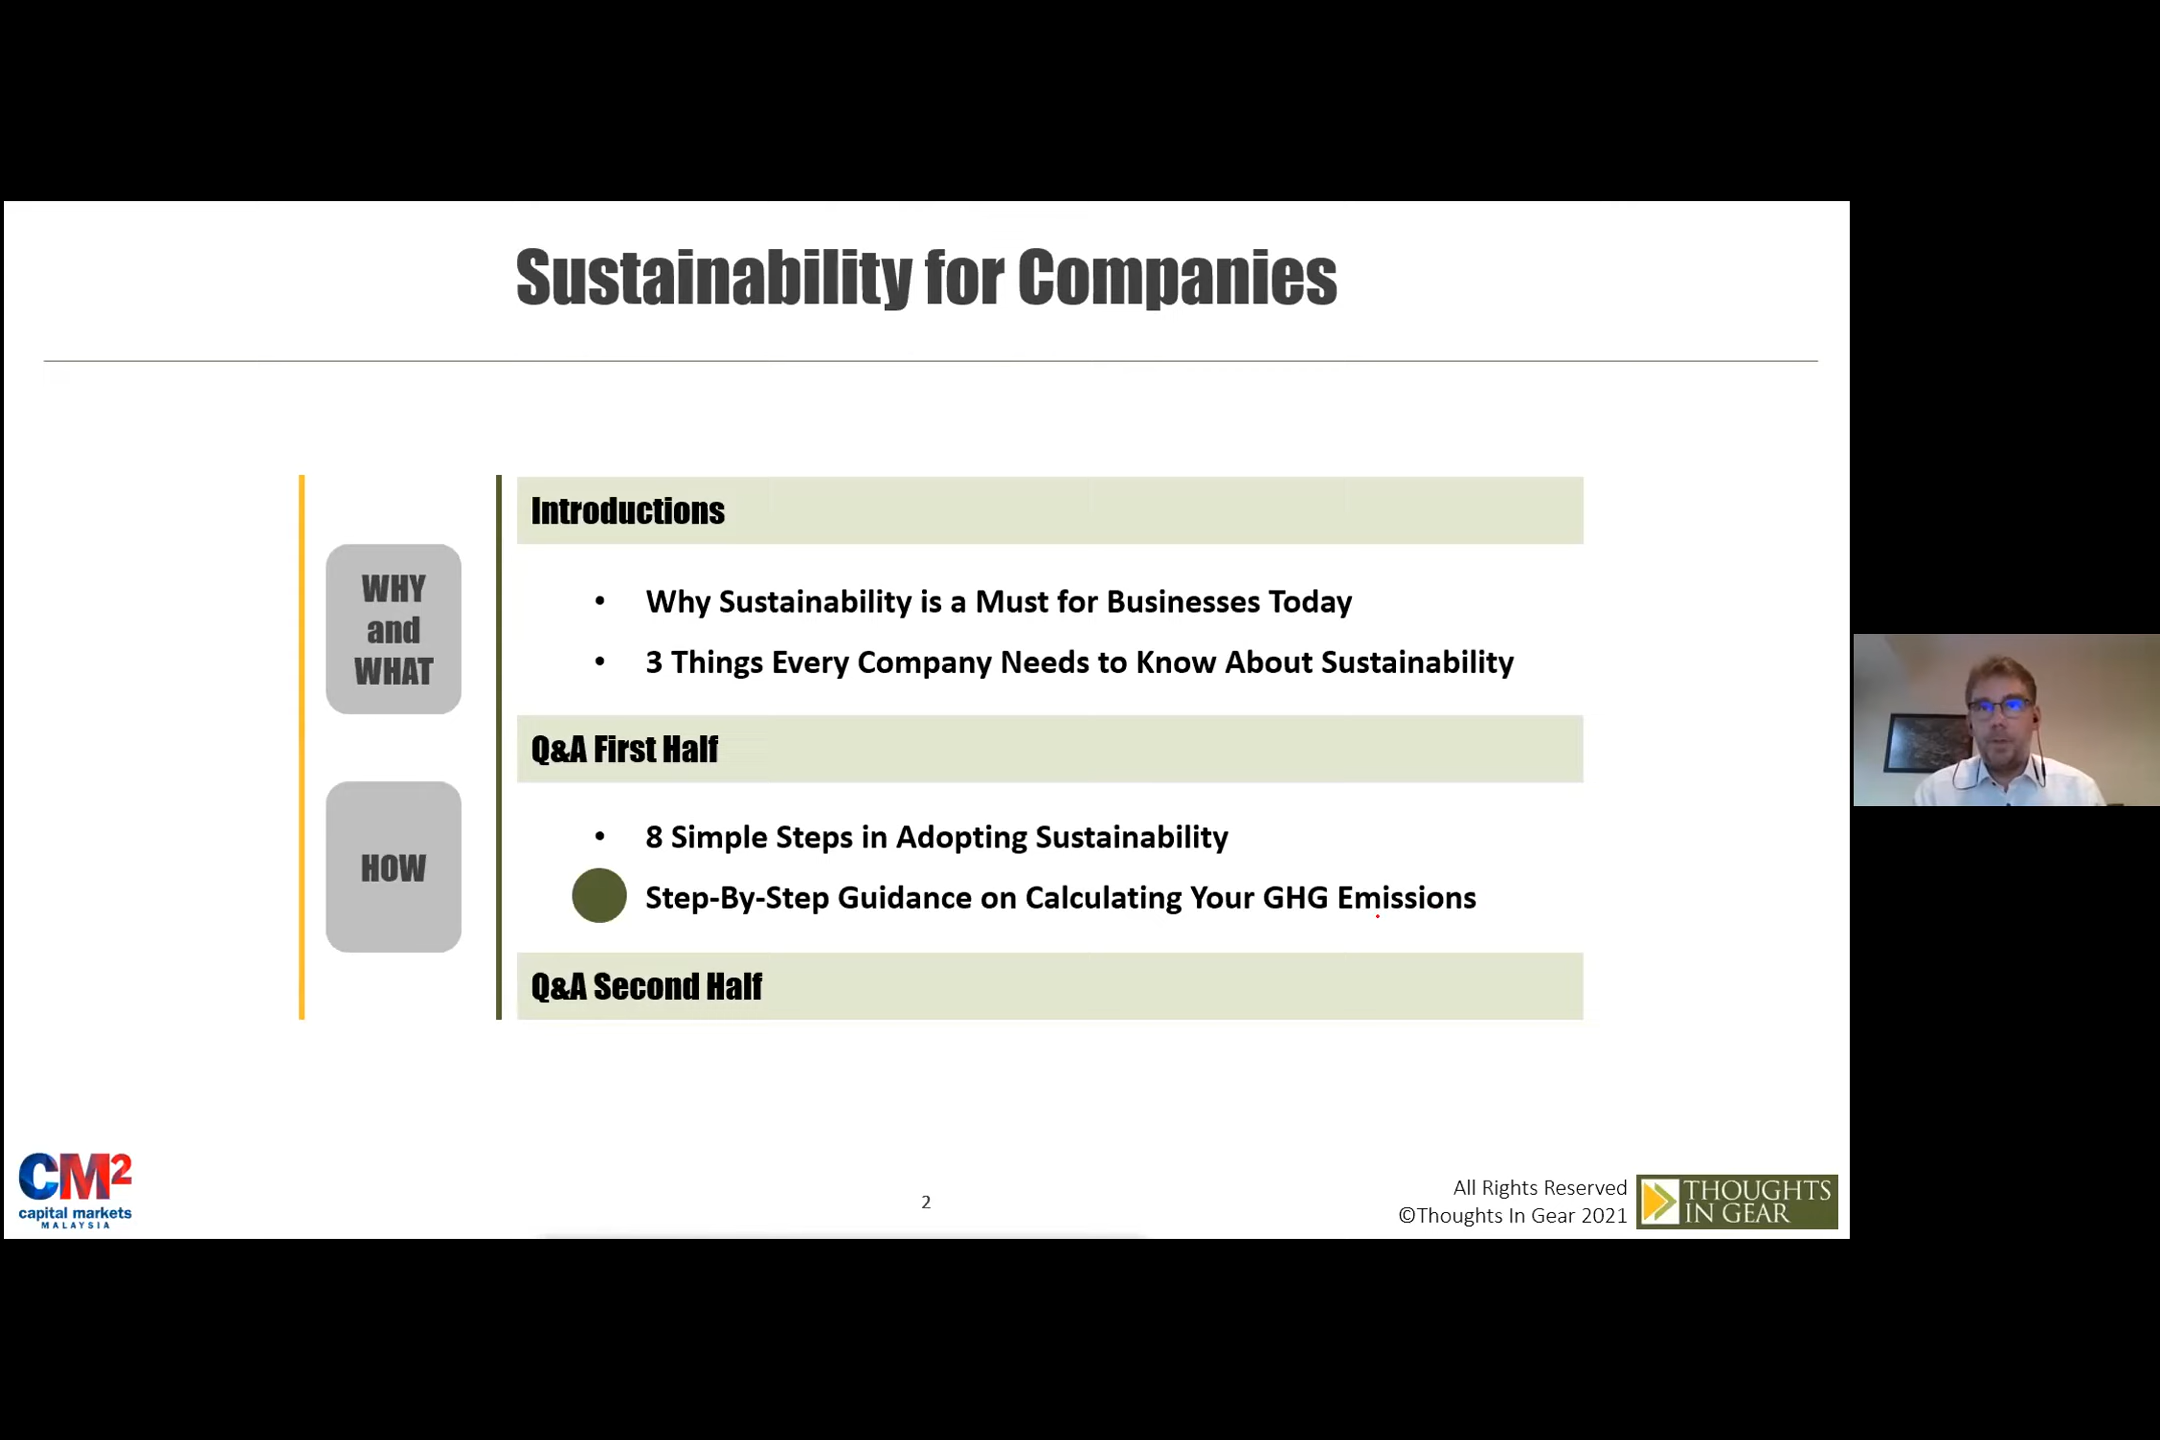 Sustainability for Companies
WHY
and
WHAT
Introductions
• Why Sustainability is a Must for Businesses Today
• 3 Things Every Company Needs to Know About Sustainability
Q&A First Half
HOW
• 8 Simple Steps in Adopting Sustainability
Step-By-Step Guidance on Calculating Your GHG Emissions
Q&A Second Half
CM2
capital markets
MALAYSIA
2
All Rights Reserved
©Thoughts In Gear 2021
THOUGHTS
IN GEAR